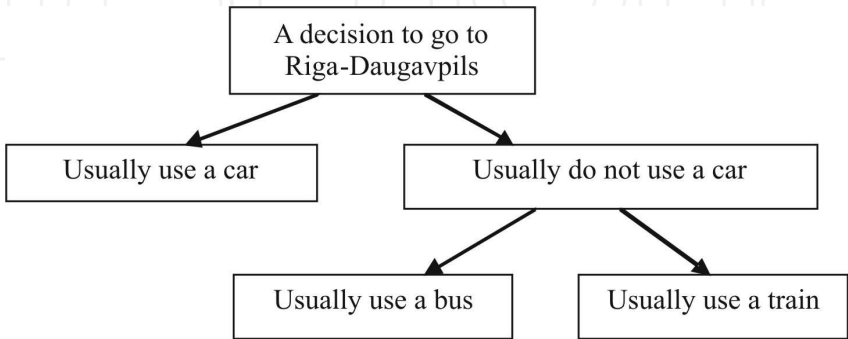 A decision to go to
Riga-Daugavpils
Usually use a car
Usually do not use a car
Usually use a bus
Usually use a train